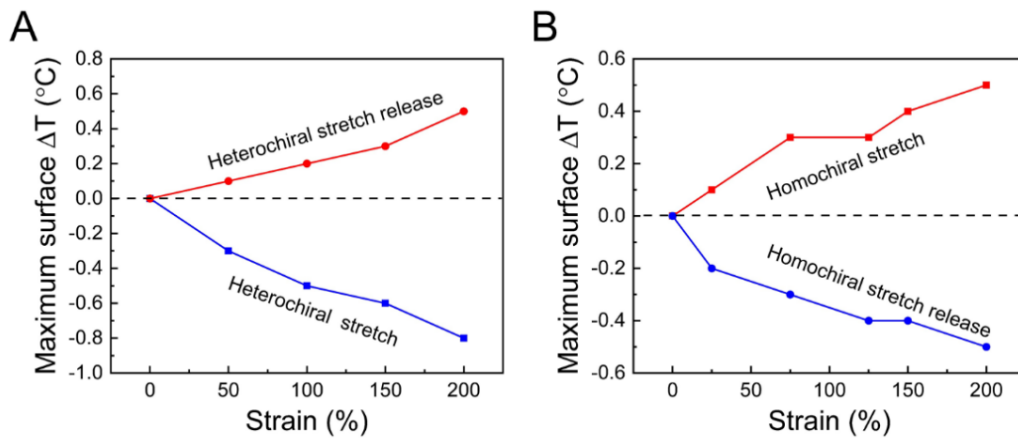 A
Maximum surface ΔT (°C)
0.8
0.6
0.4
0.2
0.0
-0.2
-0.4
-0.6
-0.8
-1.0
Heterochiral stretch release
Heterochiral stretch
0
50
100
150
200
Strain (%)
B
Maximum surface ΔT (°C)
0.6
0.4
0.2
0.0
-0.2
-0.4
-0.6
Homochiral stretch
Homochiral stretch release
0
50
100
150
200
Strain (%)